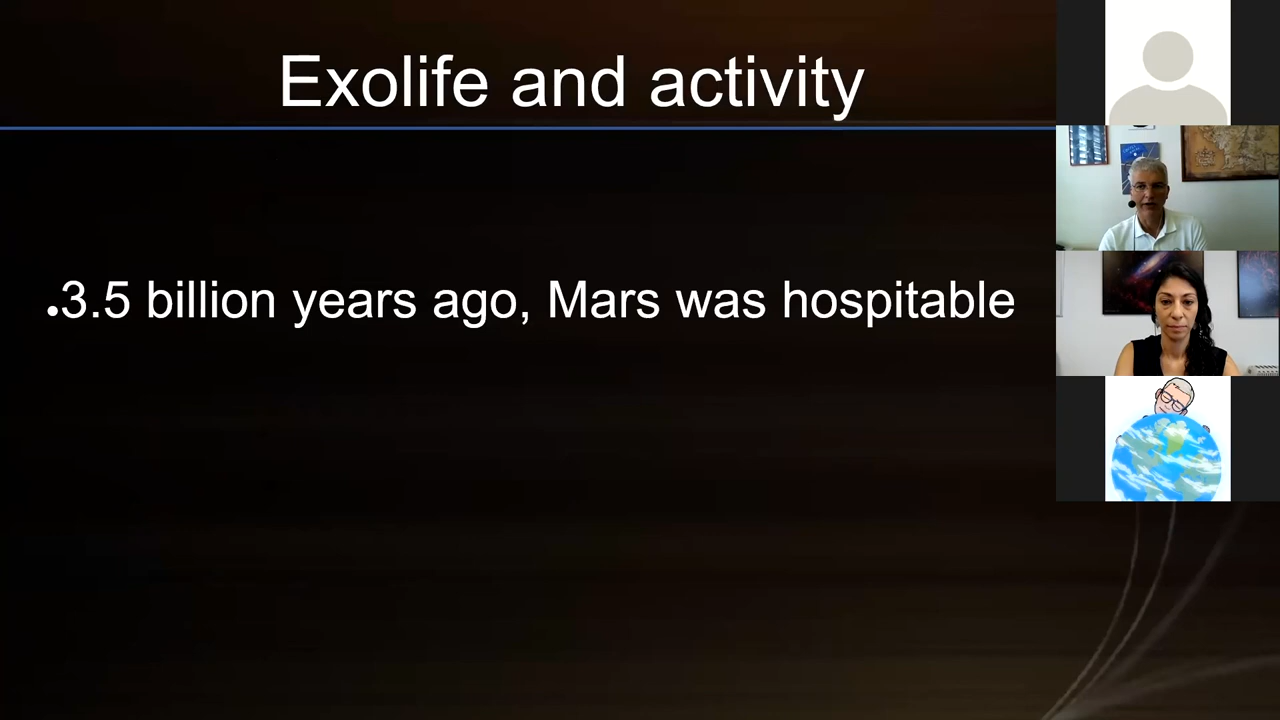 Exolife and activity
•3.5 billion years ago, Mars was hospitable